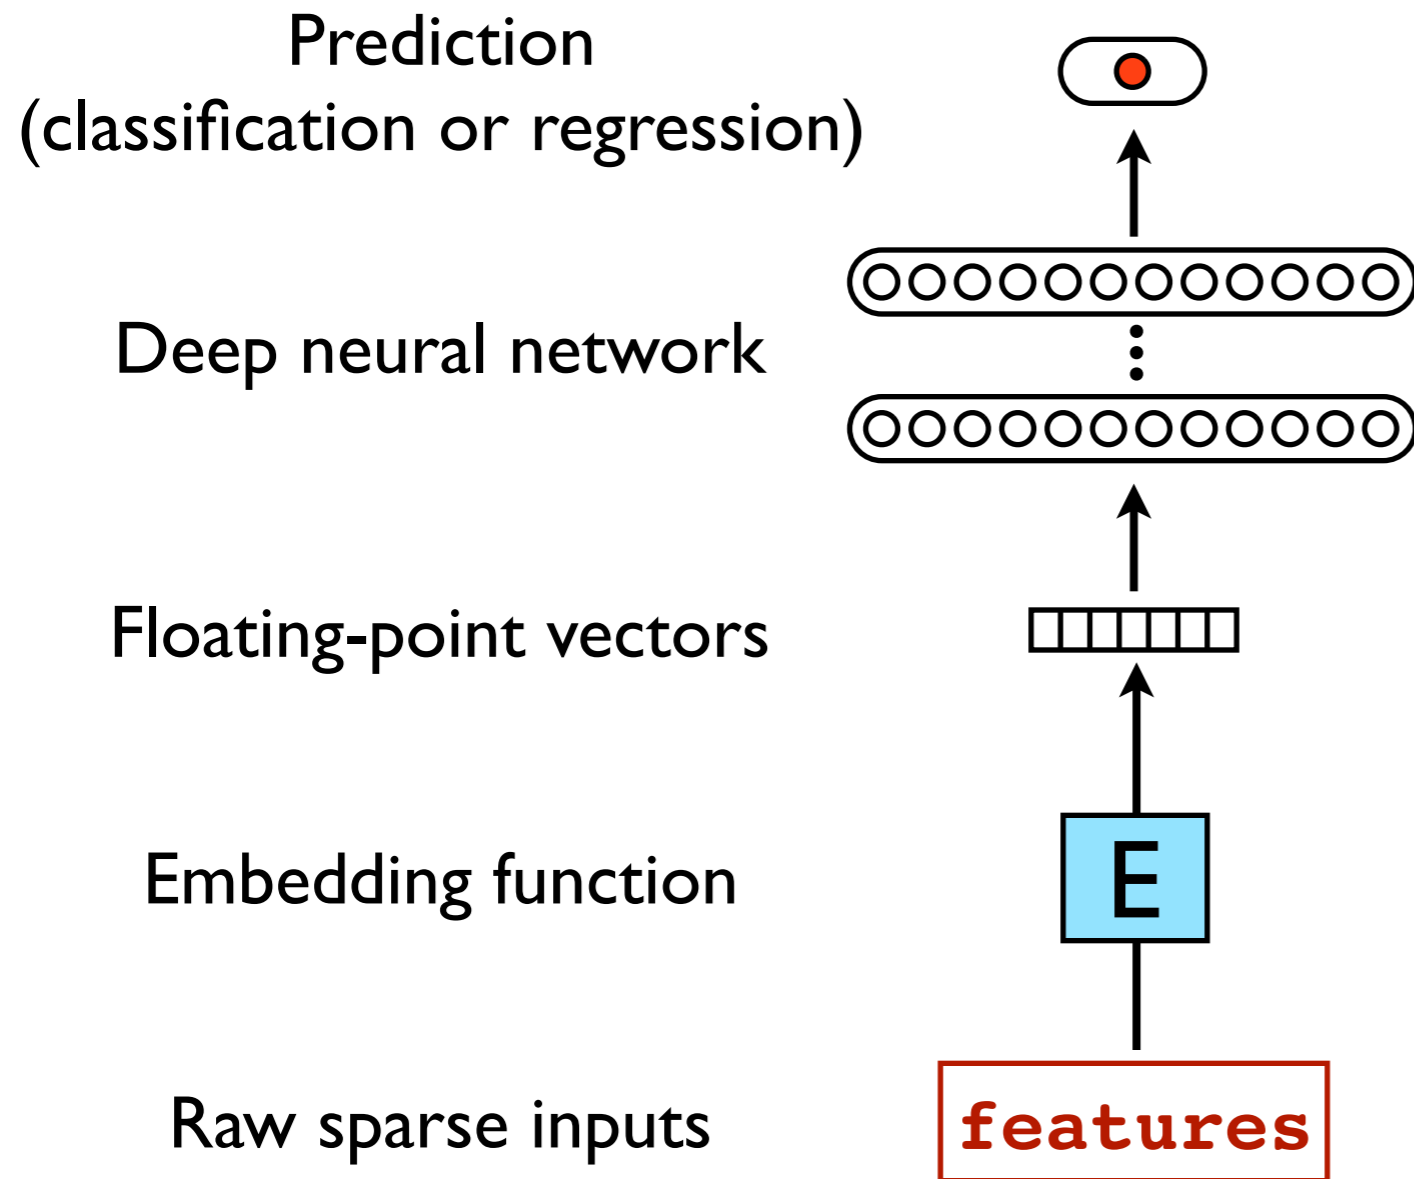 Prediction
(classification or regression)
Deep neural network
Floating-point vectors
Embedding function
E
Raw sparse inputs
features